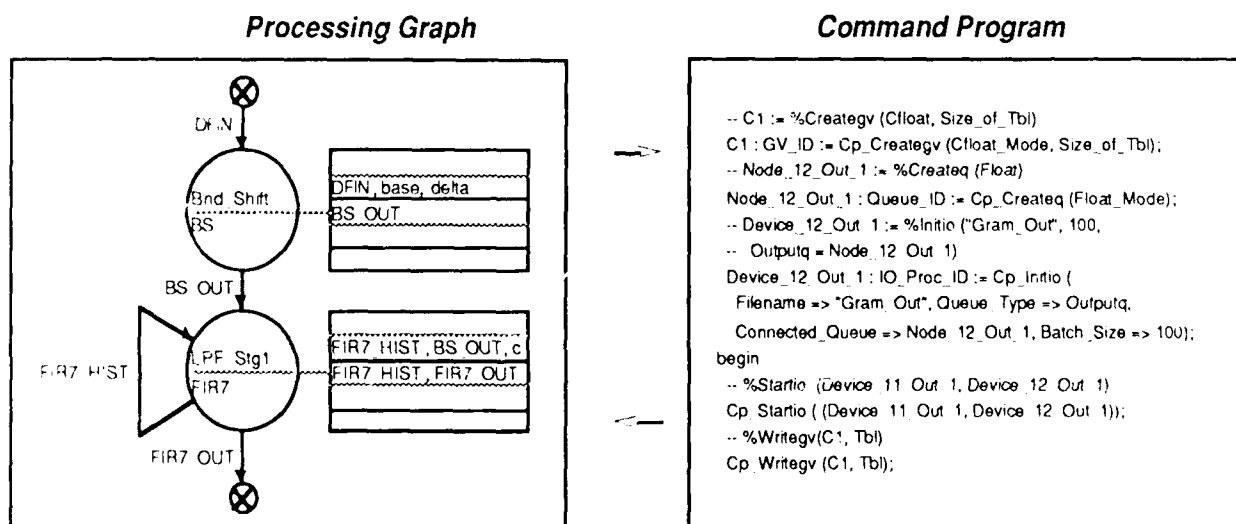 Processing Graph
DFIN
Bnd_Shift
BS
DFIN, base, delta
BS_OUT
BS_OUT
FIR7_HIST
LPF_Stg1
FIR7
FIR7_HIST, BS_OUT, c
FIR7_HIST, FIR7_OUT
FIR7_OUT
Command Program
-- C1 := %Creategv (Cfloat, Size_of_Tbl)
C1 : GV_ID := Cp_Creategv (Cfloat_Mode, Size_of_Tbl);
-- Node_12_Out_1 := %Createq (Float)
Node_12_Out_1 : Queue_ID := Cp_Createq (Float_Mode);
-- Device_12_Out_1 := %Initio ("Gram_Out", 100,
-- Outputq = Node_12_Out_1)
Device_12_Out_1 : IO_Proc_ID := Cp_Initio (
Filename => "Gram_Out", Queue_Type => Outputq,
Connected_Queue => Node_12_Out_1, Batch_Size => 100);
begin
-- %Startio (Device_11_Out_1, Device_12_Out_1)
Cp_Startio ( (Device_11_Out_1, Device_12_Out_1));
-- %Writegv(C1, Tbl)
Cp_Writegv (C1, Tbl);